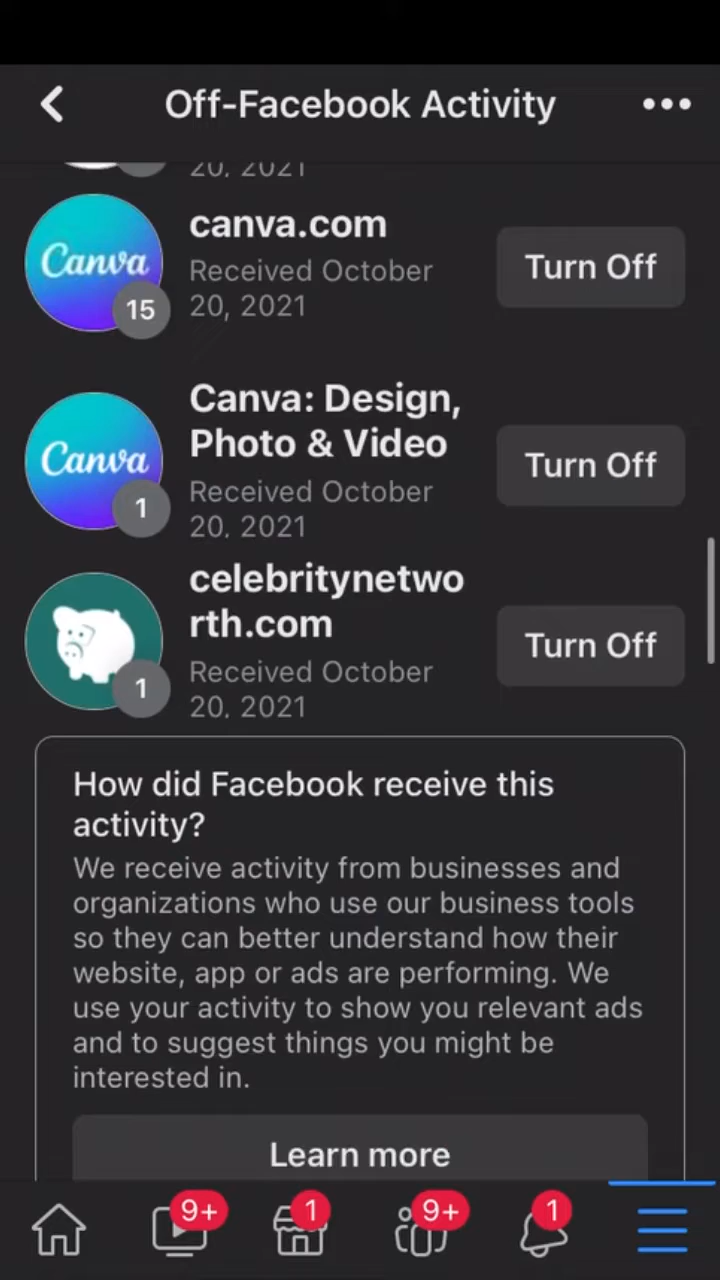 Off-Facebook Activity
20, 2021
canva.com
Canva
Received October
Turn Off
15
20, 2021
Canva: Design,
Photo & Video
Canva
Turn Off
Received October
1
20, 2021
celebritynetwo
rth.com
Turn Off
Received October
1
20, 2021
How did Facebook receive this
activity?
We receive activity from businesses and
organizations who use our business tools
so they can better understand how their
website, app or ads are performing. We
use your activity to show you relevant ads
and to suggest things you might be
interested in.
Learn more
9+
1
9+
1